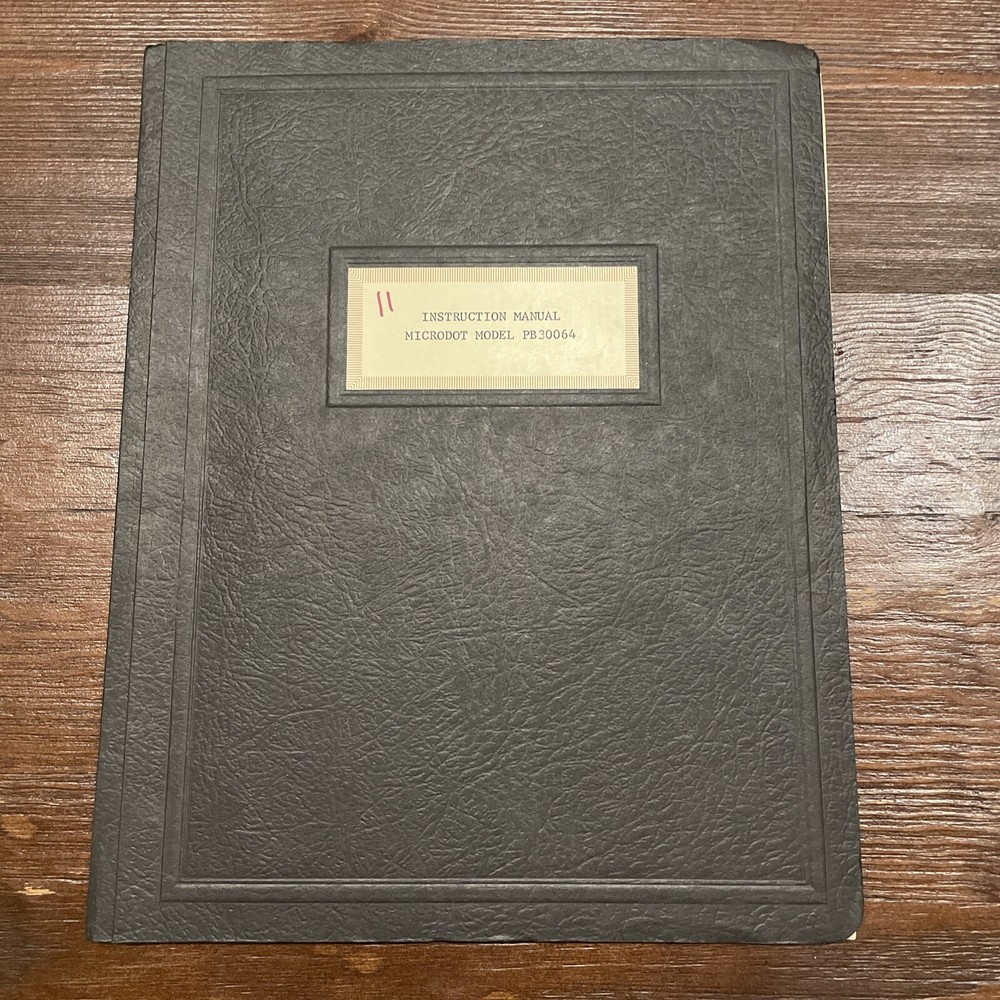 11
INSTRUCTION MANUAL
MICRODOT MODEL PB30064